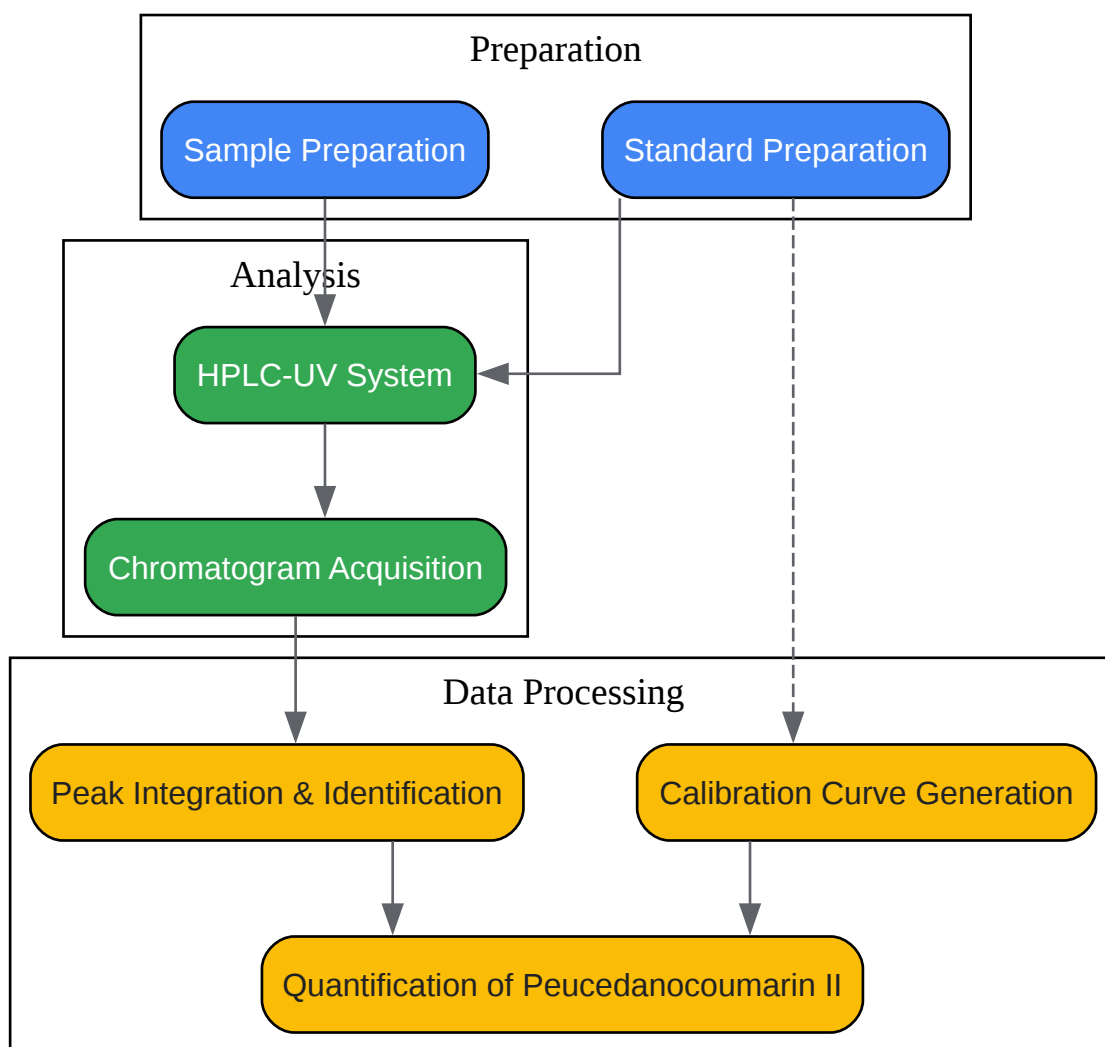 Preparation
Sample Preparation
Standard Preparation
Analysis
HPLC-UV System
Chromatogram Acquisition
Data Processing
Peak Integration & Identification
Calibration Curve Generation
Quantification of Peucedanocoumarin II